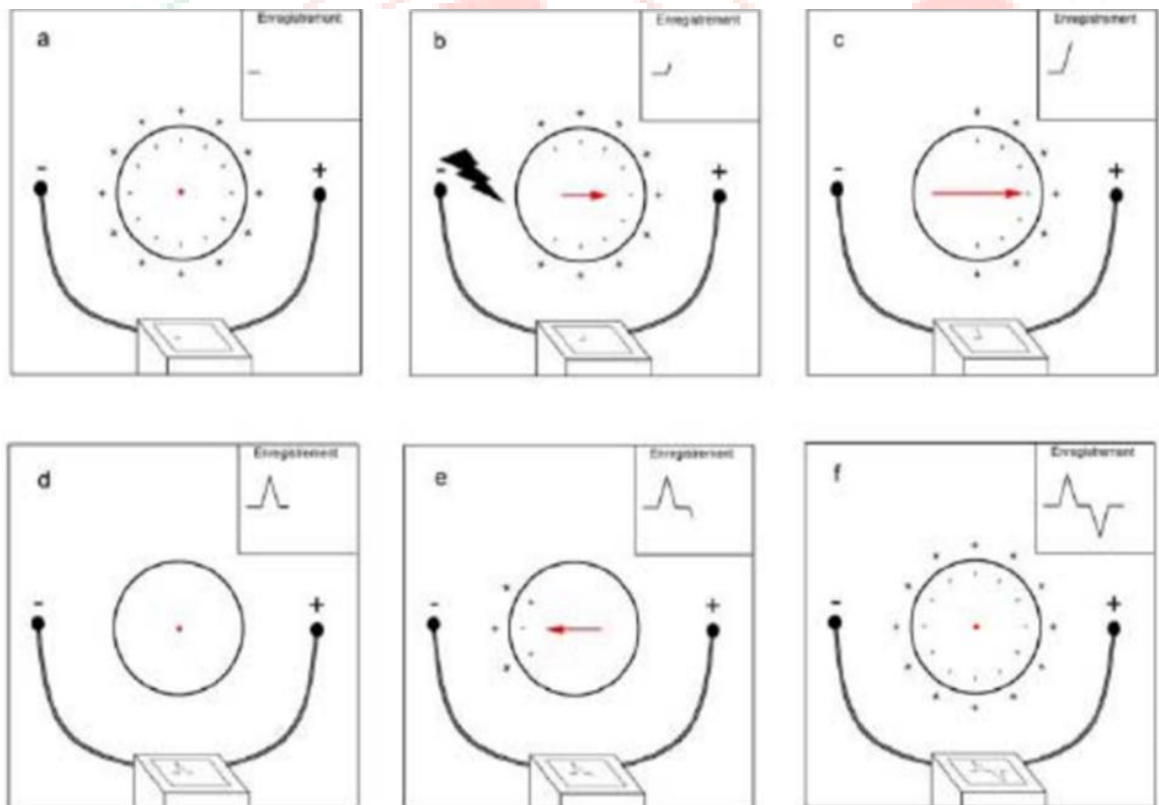 a
Enregistrement
- +
b
Enregistrement
- +
c
Enregistrement
- +
d
Enregistrement
- +
e
Enregistrement
- +
f
Enregistrement
- +